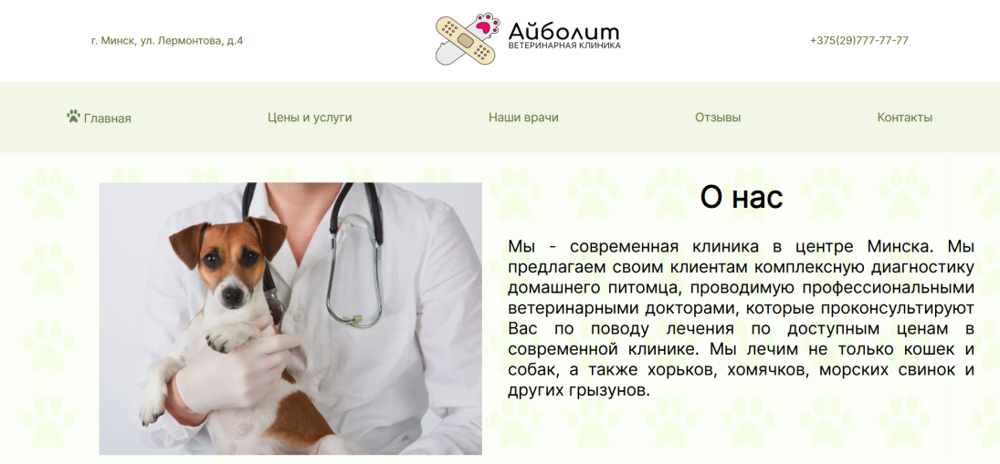 г. Минск, ул. Лермонтова, д.4
Айболит
ВЕТЕРИНАРНАЯ КЛИНИКА
+375(29)777-77-77
Главная
Цены и услуги
Наши врачи
Отзывы
Контакты
О нас
Мы - современная клиника в центре Минска. Мы
предлагаем своим клиентам комплексную диагностику
домашнего питомца, проводимую профессиональными
ветеринарными докторами, которые проконсультируют
Вас по поводу лечения по доступным ценам в
современной клинике. Мы лечим не только кошек и
собак, а также хорьков, хомячков, морских свинок и
других грызунов.